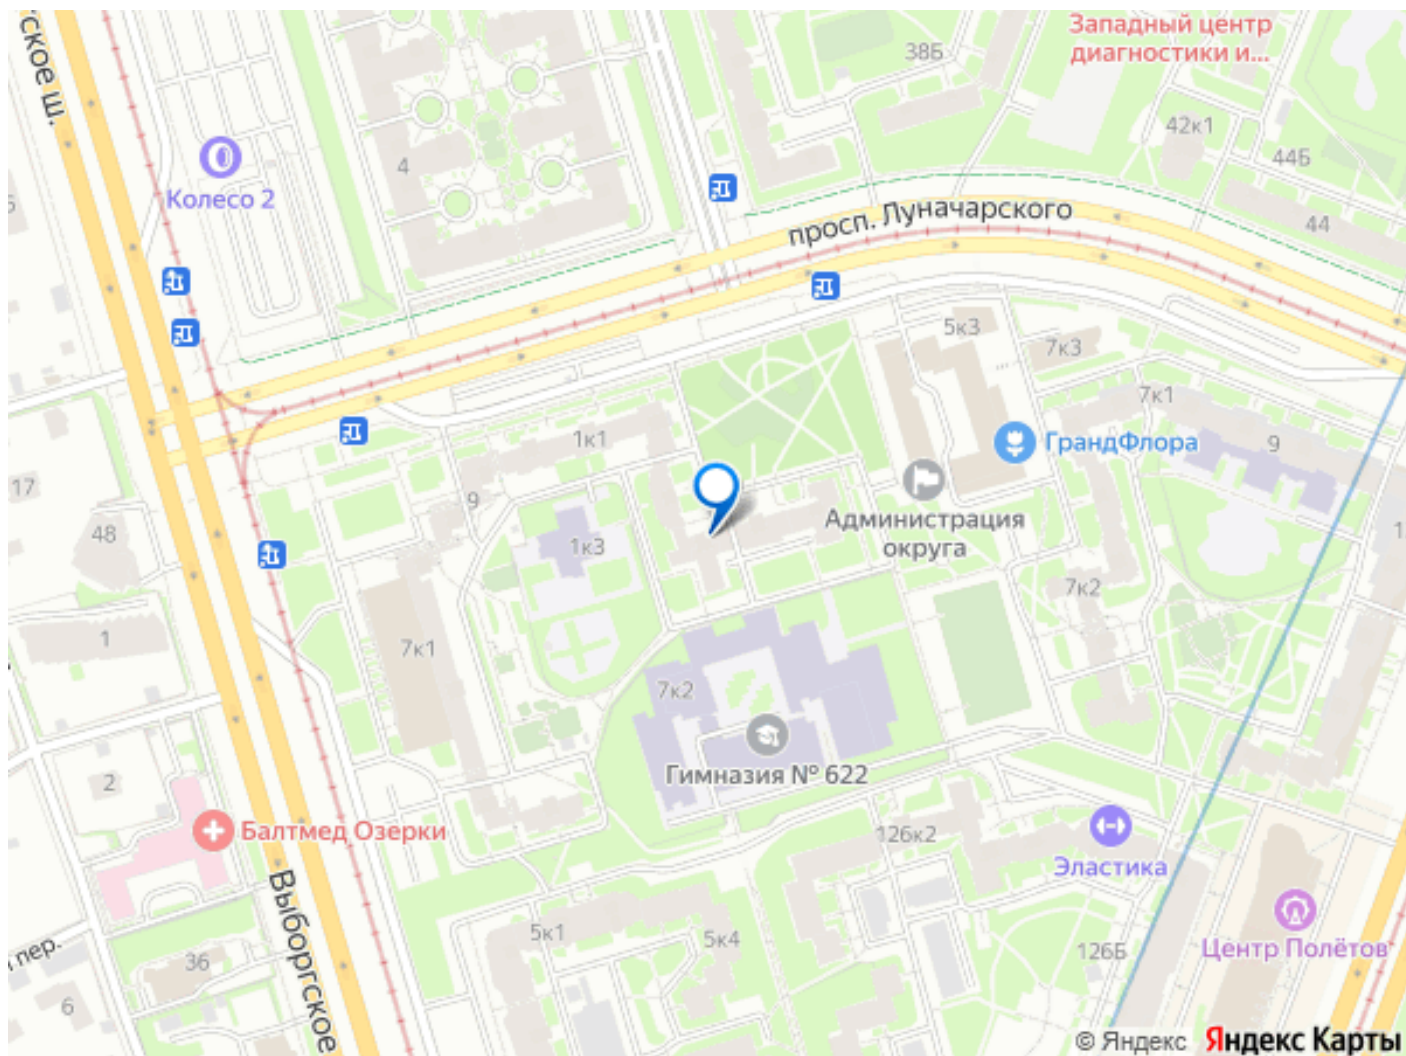 ское ш.
Западный центр
диагностики и...
38Б
42к1
44Б
4
Колесо 2
5
просп. Луначарского
44
5к3
7к3
7к1
1к1
ГрандФлора
9
17
9
48
1к3
Администрация
округа
1
7к2
1
7к1
7к2
Гимназия № 622
2
Балтмед Озерки
126к2
Эластика
Выборгское
5к1
5к4
126Б
Центр Полётов
пер.
36
6
© Яндекс Яндекс Карты